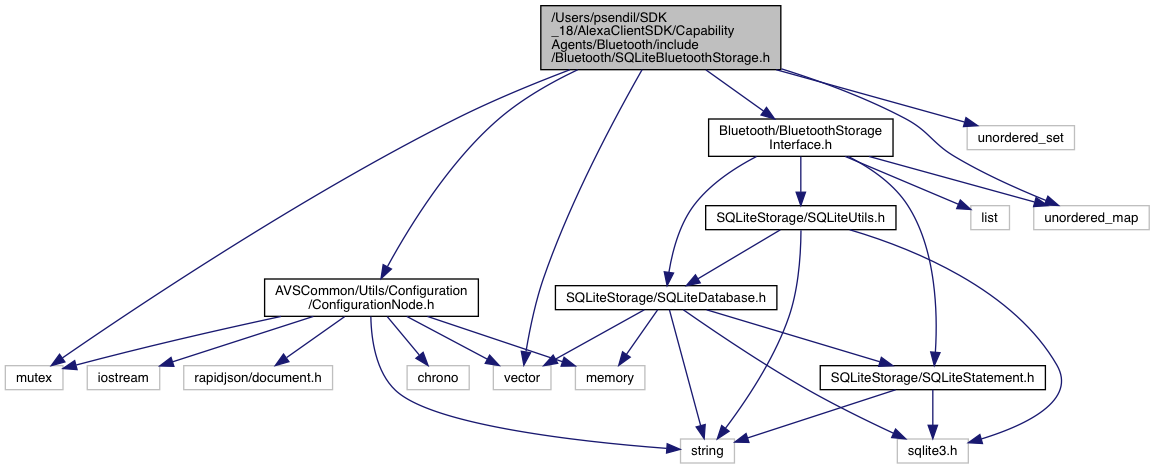 /Users/psendil/SDK
_18/AlexaClientSDK/Capability
Agents/Bluetooth/include
/Bluetooth/SQLiteBluetoothStorage.h
Bluetooth/BluetoothStorage
Interface.h
unordered_set
SQLiteStorage/SQLiteUtils.h
list
unordered_map
AVSCommon/Utils/Configuration
/ConfigurationNode.h
SQLiteStorage/SQLiteDatabase.h
mutex
iostream
rapidjson/document.h
chrono
vector
memory
SQLiteStorage/SQLiteStatement.h
string
sqlite3.h